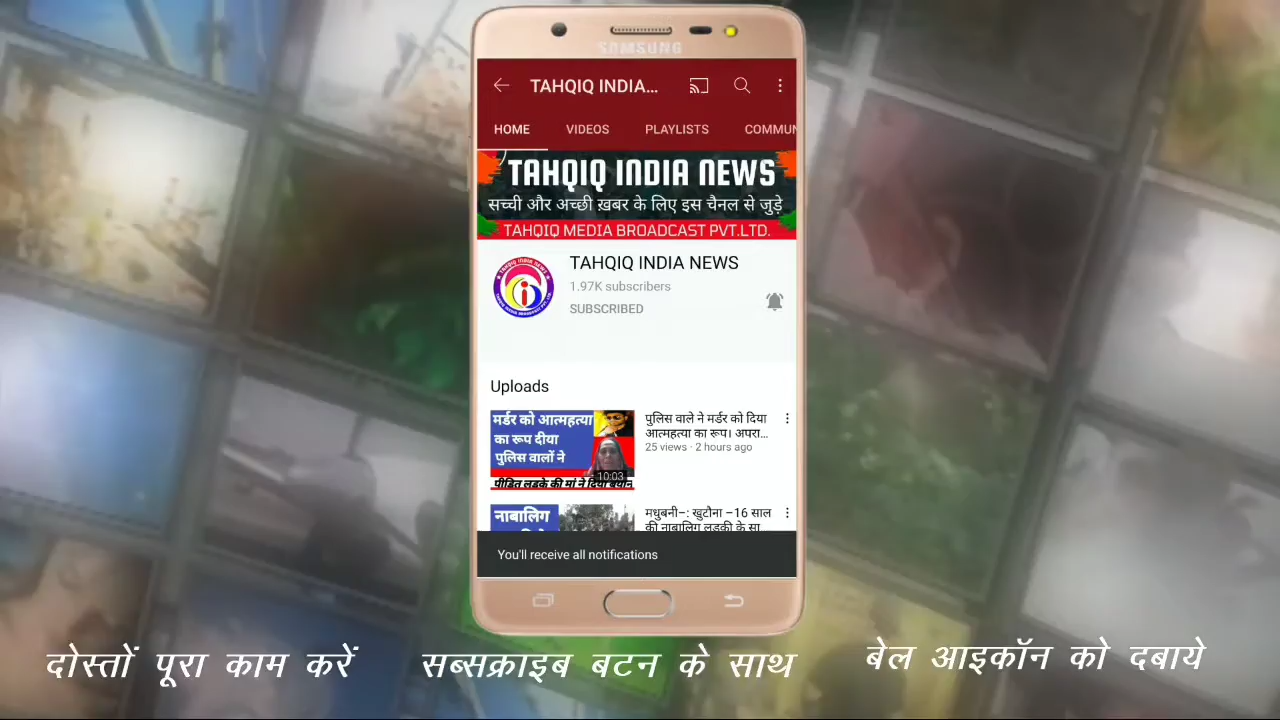 SAMSUNG
TAHQIQ INDIA...
HOME VIDEOS PLAYLISTS COMMUN
TAHQIQ INDIA NEWS
सच्ची और अच्छी ख़बर के लिए इस चैनल से जुड़े
TAHQIQ MEDIA BROADCAST PVT.LTD.
TAHQIQ INDIA NEWS
1.97K subscribers
SUBSCRIBED
Uploads
मर्डर को आत्महत्या
का रूप दीया
पुलिस वालों ने
10:03
पीड़ित लड़के की मां ने दिया बयान
पुलिस वाले ने मर्डर को दिया
आत्महत्या का रूप। अपरा...
25 views · 2 hours ago
नाबालिग
मधुबनी–: खुटौना –16 साल
की नाबालिग लड़की के सा
You'll receive all notifications
दोस्तों पूरा काम करें सब्सक्राइब बटन के साथ बेल आइकॉन को दबाये